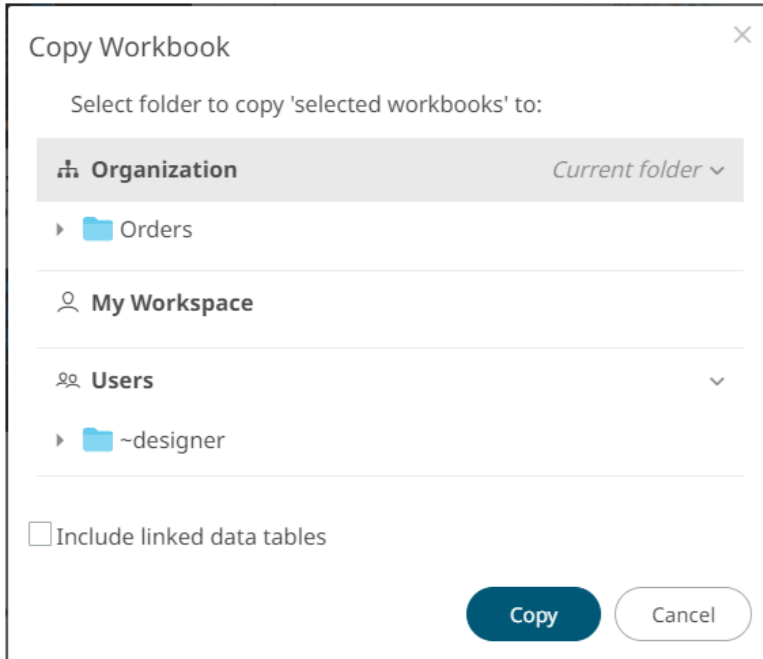 Copy Workbook
Select folder to copy 'selected workbooks' to:
Organization Current folder
Orders
My Workspace
Users
~designer
Include linked data tables
Copy Cancel